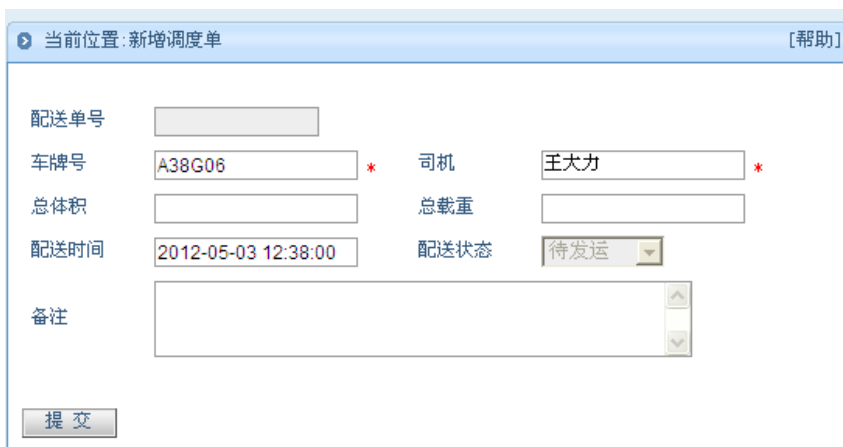 当前位置:新增调度单 [帮助]
配送单号
车牌号 A38G06 * 司机 王大力 *
总体积 总载重
配送时间 2012-05-03 12:38:00 配送状态 待发运
备注
提 交